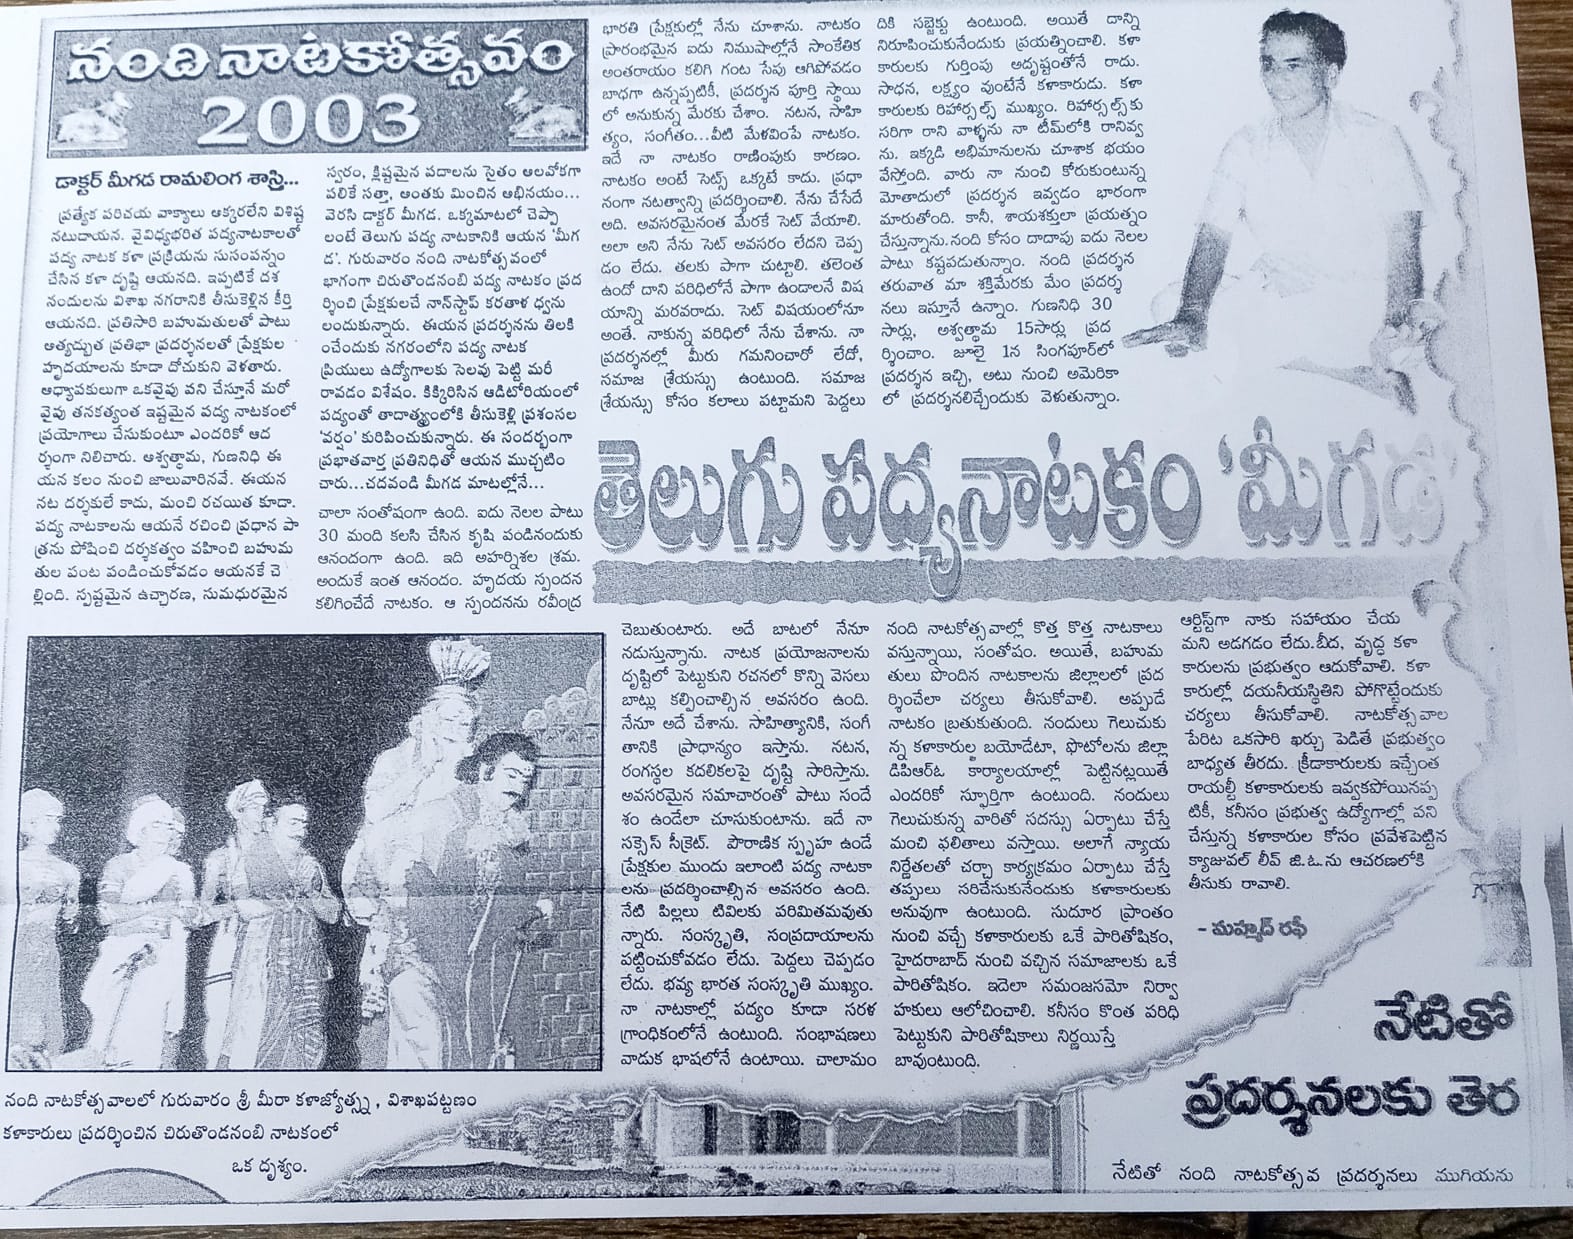 నంది నాటకోత్సవం
2003
డాక్టర్ మీగడ రామలింగ శాస్త్రి...
ప్రత్యేక పరిచయ వాక్యాలు అక్కరలేని విశిష్ట
నటుడాయన. వైవిధ్యభరిత పద్యనాటకాలతో
పద్య నాటక కళా ప్రక్రియను సుసంపన్నం
చేసిన కళా దృష్టి ఆయనది. ఇప్పటికే దశ
నందులను విశాఖ నగరానికి తీసుకెళ్లిన కీర్తి
ఆయనది. ప్రతిసారి బహుమతులతో పాటు
అత్యద్భుత ప్రతిభా ప్రదర్శనలతో ప్రేక్షకుల
హృదయాలను కూడా దోచుకుని వెళతారు.
అధ్యాపకులుగా ఒకవైపు పని చేస్తూనే మరో
వైపు తనకత్యంత ఇష్టమైన పద్య నాటకంలో
ప్రయోగాలు చేసుకుంటూ ఎందరికో ఆద
ర్శంగా నిలిచారు. అశ్వత్థామ, గుణనిధి ఈ
యన కలం నుంచి జాలువారినవే. ఈయన
నట దర్శకులే కాదు, మంచి రచయిత కూడా.
పద్య నాటకాలను ఆయనే రచించి ప్రధాన పా
త్రను పోషించి దర్శకత్వం వహించి బహుమ
తుల పంట పండించుకోవడం ఆయనకే చె
ల్లింది. స్పష్టమైన ఉచ్చారణ, సుమధురమైన
స్వరం, క్లిష్టమైన పదాలను సైతం అలవోకగా
పలికే సత్తా, అంతకు మించిన అభినయం...
వెరసి డాక్టర్ మీగడ. ఒక్కమాటలో చెప్పా
లంటే తెలుగు పద్య నాటకానికి ఆయన 'మీగ
డ'. గురువారం నంది నాటకోత్సవంలో
భాగంగా చిరుతొండనంబి పద్య నాటకం ప్రద
ర్శించి ప్రేక్షకులచే నాన్‌స్టాప్ కరతాళ ధ్వను
లందుకున్నారు. ఈయన ప్రదర్శనను తిలకి
ంచేందుకు నగరంలోని పద్య నాటక
ప్రియులు ఉద్యోగాలకు సెలవు పెట్టి మరీ
రావడం విశేషం. కిక్కిరిసిన ఆడిటోరియంలో
పద్యంతో తాదాత్మ్యంలోకి తీసుకెళ్లి ప్రశంసల
'వర్షం' కురిపించుకున్నారు. ఈ సందర్భంగా
ప్రభాతవార్త ప్రతినిధితో ఆయన ముచ్చటిం
చారు...చదవండి మీగడ మాటల్లోనే...
చాలా సంతోషంగా ఉంది. ఐదు నెలల పాటు
30 మంది కలసి చేసిన కృషి పండినందుకు
ఆనందంగా ఉంది. ఇది అహర్నిశల శ్రమ.
అందుకే ఇంత ఆనందం. హృదయ స్పందన
కలిగించేదే నాటకం. ఆ స్పందనను రవీంద్ర
భారతి ప్రేక్షకుల్లో నేను చూశాను. నాటకం
ప్రారంభమైన ఐదు నిముషాల్లోనే సాంకేతిక
అంతరాయం కలిగి గంట సేపు ఆగిపోవడం
బాధగా ఉన్నప్పటికీ, ప్రదర్శన పూర్తి స్థాయి
లో అనుకున్న మేరకు చేశాం. నటన, సాహి
త్యం, సంగీతం...వీటి మేళవింపే నాటకం.
ఇదే నా నాటకం రాణింపుకు కారణం.
నాటకం అంటే సెట్స్ ఒక్కటే కాదు. ప్రధా
నంగా నటత్వాన్ని ప్రదర్శించాలి. నేను చేసేదే
అది. అవసరమైనంత మేరకే సెట్ వేయాలి.
అలా అని నేను సెట్ అవసరం లేదని చెప్ప
డం లేదు. తలకు పాగా చుట్టాలి. తలెంత
ఉందో దాని పరిధిలోనే పాగా ఉండాలనే విష
యాన్ని మరవరాదు. సెట్ విషయంలోనూ
అంతే. నాకున్న పరిధిలో నేను చేశాను. నా
ప్రదర్శనల్లో మీరు గమనించారో లేదో,
సమాజ శ్రేయస్సు ఉంటుంది. సమాజ
శ్రేయస్సు కోసం కలాలు పట్టామని పెద్దలు
దికి సబ్జెక్టు ఉంటుంది. అయితే దాన్ని
నిరూపించుకునేందుకు ప్రయత్నించాలి. కళా
కారులకు గుర్తింపు అదృష్టంతోనే రాదు.
సాధన, లక్ష్యం వుంటేనే కళాకారుడు. కళా
కారులకు రిహార్సల్స్ ముఖ్యం. రిహార్సల్స్‌కు
సరిగా రాని వాళ్ళను నా టీమ్‌లోకి రానివ్వ
ను. ఇక్కడి అభిమానులను చూశాక భయం
వేస్తోంది. వారు నా నుంచి కోరుకుంటున్న
మోతాదులో ప్రదర్శన ఇవ్వడం భారంగా
మారుతోంది. కానీ, శాయశక్తులా ప్రయత్నం
చేస్తున్నాను.నంది కోసం దాదాపు ఐదు నెలల
పాటు కష్టపడుతున్నాం. నంది ప్రదర్శన
తరువాత మా శక్తిమేరకు మేం ప్రదర్శ
నలు ఇస్తూనే ఉన్నాం. గుణనిధి 30
సార్లు, అశ్వత్థామ 15సార్లు ప్రద
ర్శించాం. జూలై 1న సింగపూర్‌లో
ప్రదర్శన ఇచ్చి, అటు నుంచి అమెరికా
లో ప్రదర్శనలిచ్చేందుకు వెళుతున్నాం.
తెలుగు పద్యనాటకం 'మీగడ'
చెబుతుంటారు. అదే బాటలో నేనూ
నడుస్తున్నాను. నాటక ప్రయోజనాలను
దృష్టిలో పెట్టుకుని రచనలో కొన్ని వెసలు
బాట్లు కల్పించాల్సిన అవసరం ఉంది.
నేనూ అదే చేశాను. సాహిత్యానికి, సంగీ
తానికి ప్రాధాన్యం ఇస్తాను. నటన,
రంగస్థల కదలికలపై దృష్టి సారిస్తాను.
అవసరమైన సమాచారంతో పాటు సందే
శం ఉండేలా చూసుకుంటాను. ఇదే నా
సక్సెస్ సీక్రెట్. పౌరాణిక స్పృహ ఉండే
ప్రేక్షకుల ముందు ఇలాంటి పద్య నాటకా
లను ప్రదర్శించాల్సిన అవసరం ఉంది.
నేటి పిల్లలు టివిలకు పరిమితమవుతు
న్నారు. సంస్కృతి, సంప్రదాయాలను
పట్టించుకోవడం లేదు. పెద్దలు చెప్పడం
లేదు. భవ్య భారత సంస్కృతి ముఖ్యం.
నా నాటకాల్లో పద్యం కూడా సరళ
గ్రాంధికంలోనే ఉంటుంది. సంభాషణలు
వాడుక భాషలోనే ఉంటాయి. చాలామం
నంది నాటకోత్సవాల్లో కొత్త కొత్త నాటకాలు
వస్తున్నాయి, సంతోషం. అయితే, బహుమ
తులు పొందిన నాటకాలను జిల్లాలలో ప్రద
ర్శించేలా చర్యలు తీసుకోవాలి. అప్పుడే
నాటకం బ్రతుకుతుంది. నందులు గెలుచుకు
న్న కళాకారుల బయోడేటా, ఫొటోలను జిల్లా
డిపిఆర్ఓ కార్యాలయాల్లో పెట్టినట్లయితే
ఎందరికో స్ఫూర్తిగా ఉంటుంది. నందులు
గెలుచుకున్న వారితో సదస్సు ఏర్పాటు చేస్తే
మంచి ఫలితాలు వస్తాయి. అలాగే న్యాయ
నిర్ణేతలతో చర్చా కార్యక్రమం ఏర్పాటు చేస్తే
తప్పులు సరిచేసుకునేందుకు కళాకారులకు
అనువుగా ఉంటుంది. సుదూర ప్రాంతం
నుంచి వచ్చే కళాకారులకు ఒకే పారితోషికం,
హైదరాబాద్ నుంచి వచ్చిన సమాజాలకు ఒకే
పారితోషికం. ఇదెలా సమంజసమో నిర్వా
హకులు ఆలోచించాలి. కనీసం కొంత పరిధి
పెట్టుకుని పారితోషికాలు నిర్ణయిస్తే
బావుంటుంది.
ఆర్టిస్ట్‌గా నాకు సహాయం చేయ
మని అడగడం లేదు.బీద, వృద్ధ కళా
కారులను ప్రభుత్వం ఆదుకోవాలి. కళా
కారుల్లో దయనీయస్థితిని పోగొట్టేందుకు
చర్యలు తీసుకోవాలి. నాటకోత్సవాల
పేరిట ఒకసారి ఖర్చు పెడితే ప్రభుత్వం
బాధ్యత తీరదు. క్రీడాకారులకు ఇచ్చేంత
రాయల్టీ కళాకారులకు ఇవ్వకపోయినప్ప
టికీ, కనీసం ప్రభుత్వ ఉద్యోగాల్లో పని
చేస్తున్న కళాకారుల కోసం ప్రవేశపెట్టిన
క్యాజువల్ లీవ్ జి.ఓ.ను ఆచరణలోకి
తీసుకు రావాలి.
- మహ్మద్ రఫీ
నంది నాటకోత్సవాలలో గురువారం శ్రీ మీరా కళాజ్యోత్స్న , విశాఖపట్టణం
కళాకారులు ప్రదర్శించిన చిరుతొండనంబి నాటకంలో
ఒక దృశ్యం.
నేటితో
ప్రదర్శనలకు తెర
నేటితో నంది నాటకోత్సవ ప్రదర్శనలు ముగియను